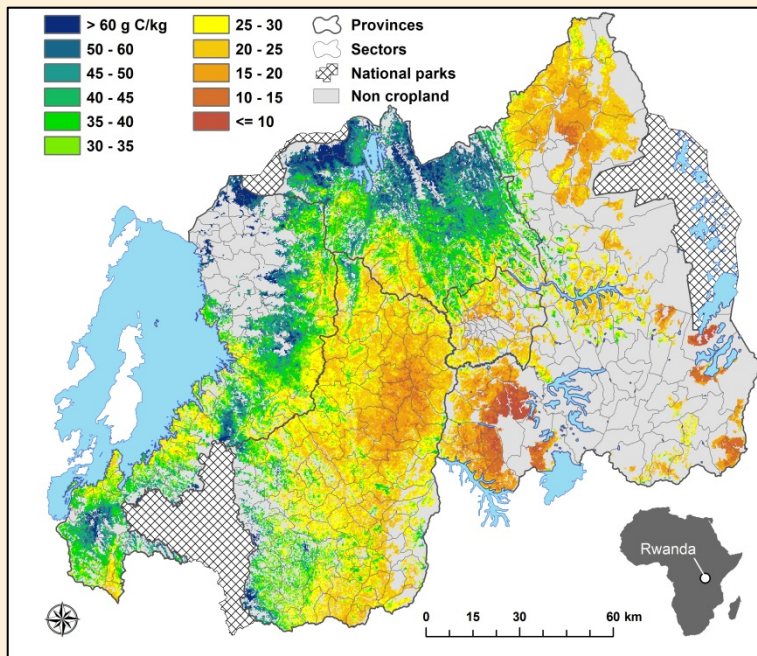 > 60 g C/kg
50 - 60
45 - 50
40 - 45
35 - 40
30 - 35
25 - 30
20 - 25
15 - 20
10 - 15
<= 10
Provinces
Sectors
National parks
Non cropland
Rwanda
0 15 30 60 km